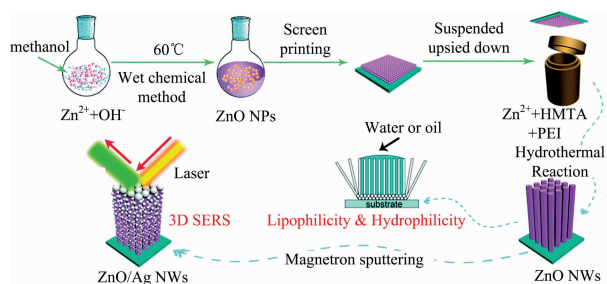 methanol
Zn²⁺+OH⁻
60℃
Wet chemical
method
ZnO NPs
Screen
printing
Suspended
upsied down
Zn²⁺+HMTA
+PEI
Hydrothermal
Reaction
Laser
3D SERS
ZnO/Ag NWs
Water or oil
substrate
Lipophilicity & Hydrophilicity
Magnetron sputtering
ZnO NWs